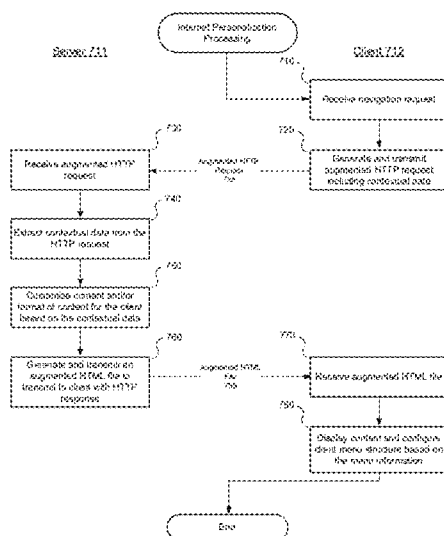 Internet Personalization
Processing
Server 711
Client 712
710
Receive navigation request
720
Generate and transmit
augmented HTTP request
including contextual data
Augmented HTTP
Request
730
Receive augmented HTTP
request
740
Extract contextual data from the
HTTP request
Customize content and/or
format of content for the client
based on the contextual data
760
Generate and transmit an
augmented HTML file to
transmit to client with HTTP
response
Augmented HTML
File
770
Receive augmented HTML file
Display content and configure
client menu structure based on
the menu information
End